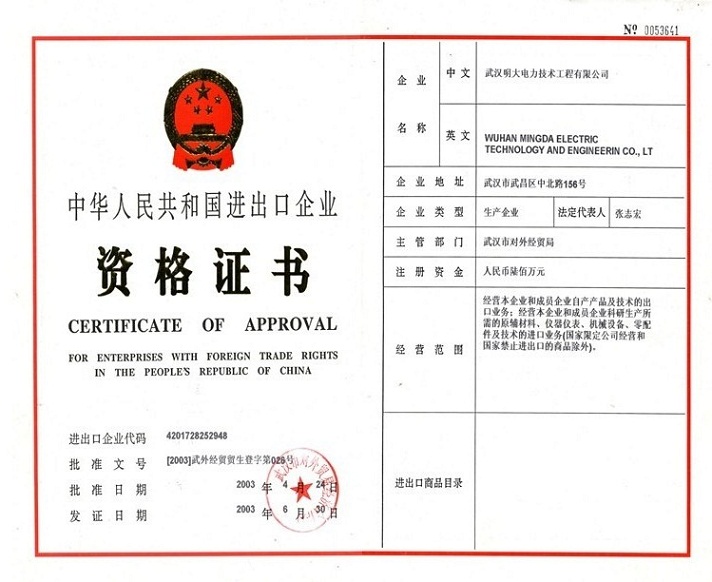 Nº 0053641
中华人民共和国进出口企业
资格证书
CERTIFICATE OF APPROVAL
FOR ENTERPRISES WITH FOREIGN TRADE RIGHTS
IN THE PEOPLE'S REPUBLIC OF CHINA
进出口企业代码 4201728252948
批准文号 [2003]武外经贸贸生登字第026号
批准日期 2003 年 4 月 24 日
发证日期 2003 年 6 月 30 日
企业名称
中文 武汉明大电力技术工程有限公司
英文 WUHAN MINGDA ELECTRIC
TECHNOLOGY AND ENGINEERIN CO., LT
企业地址 武汉市武昌区中北路156号
企业类型 生产企业 法定代表人 张志宏
主管部门 武汉市对外经贸局
注册资金 人民币陆佰万元
经营范围
经营本企业和成员企业自产产品及技术的出
口业务；经营本企业和成员企业科研生产所
需的原辅材料、仪器仪表、机械设备、零配
件及技术的进口业务(国家限定公司经营和
国家禁止进出口的商品除外)。
进出口商品目录